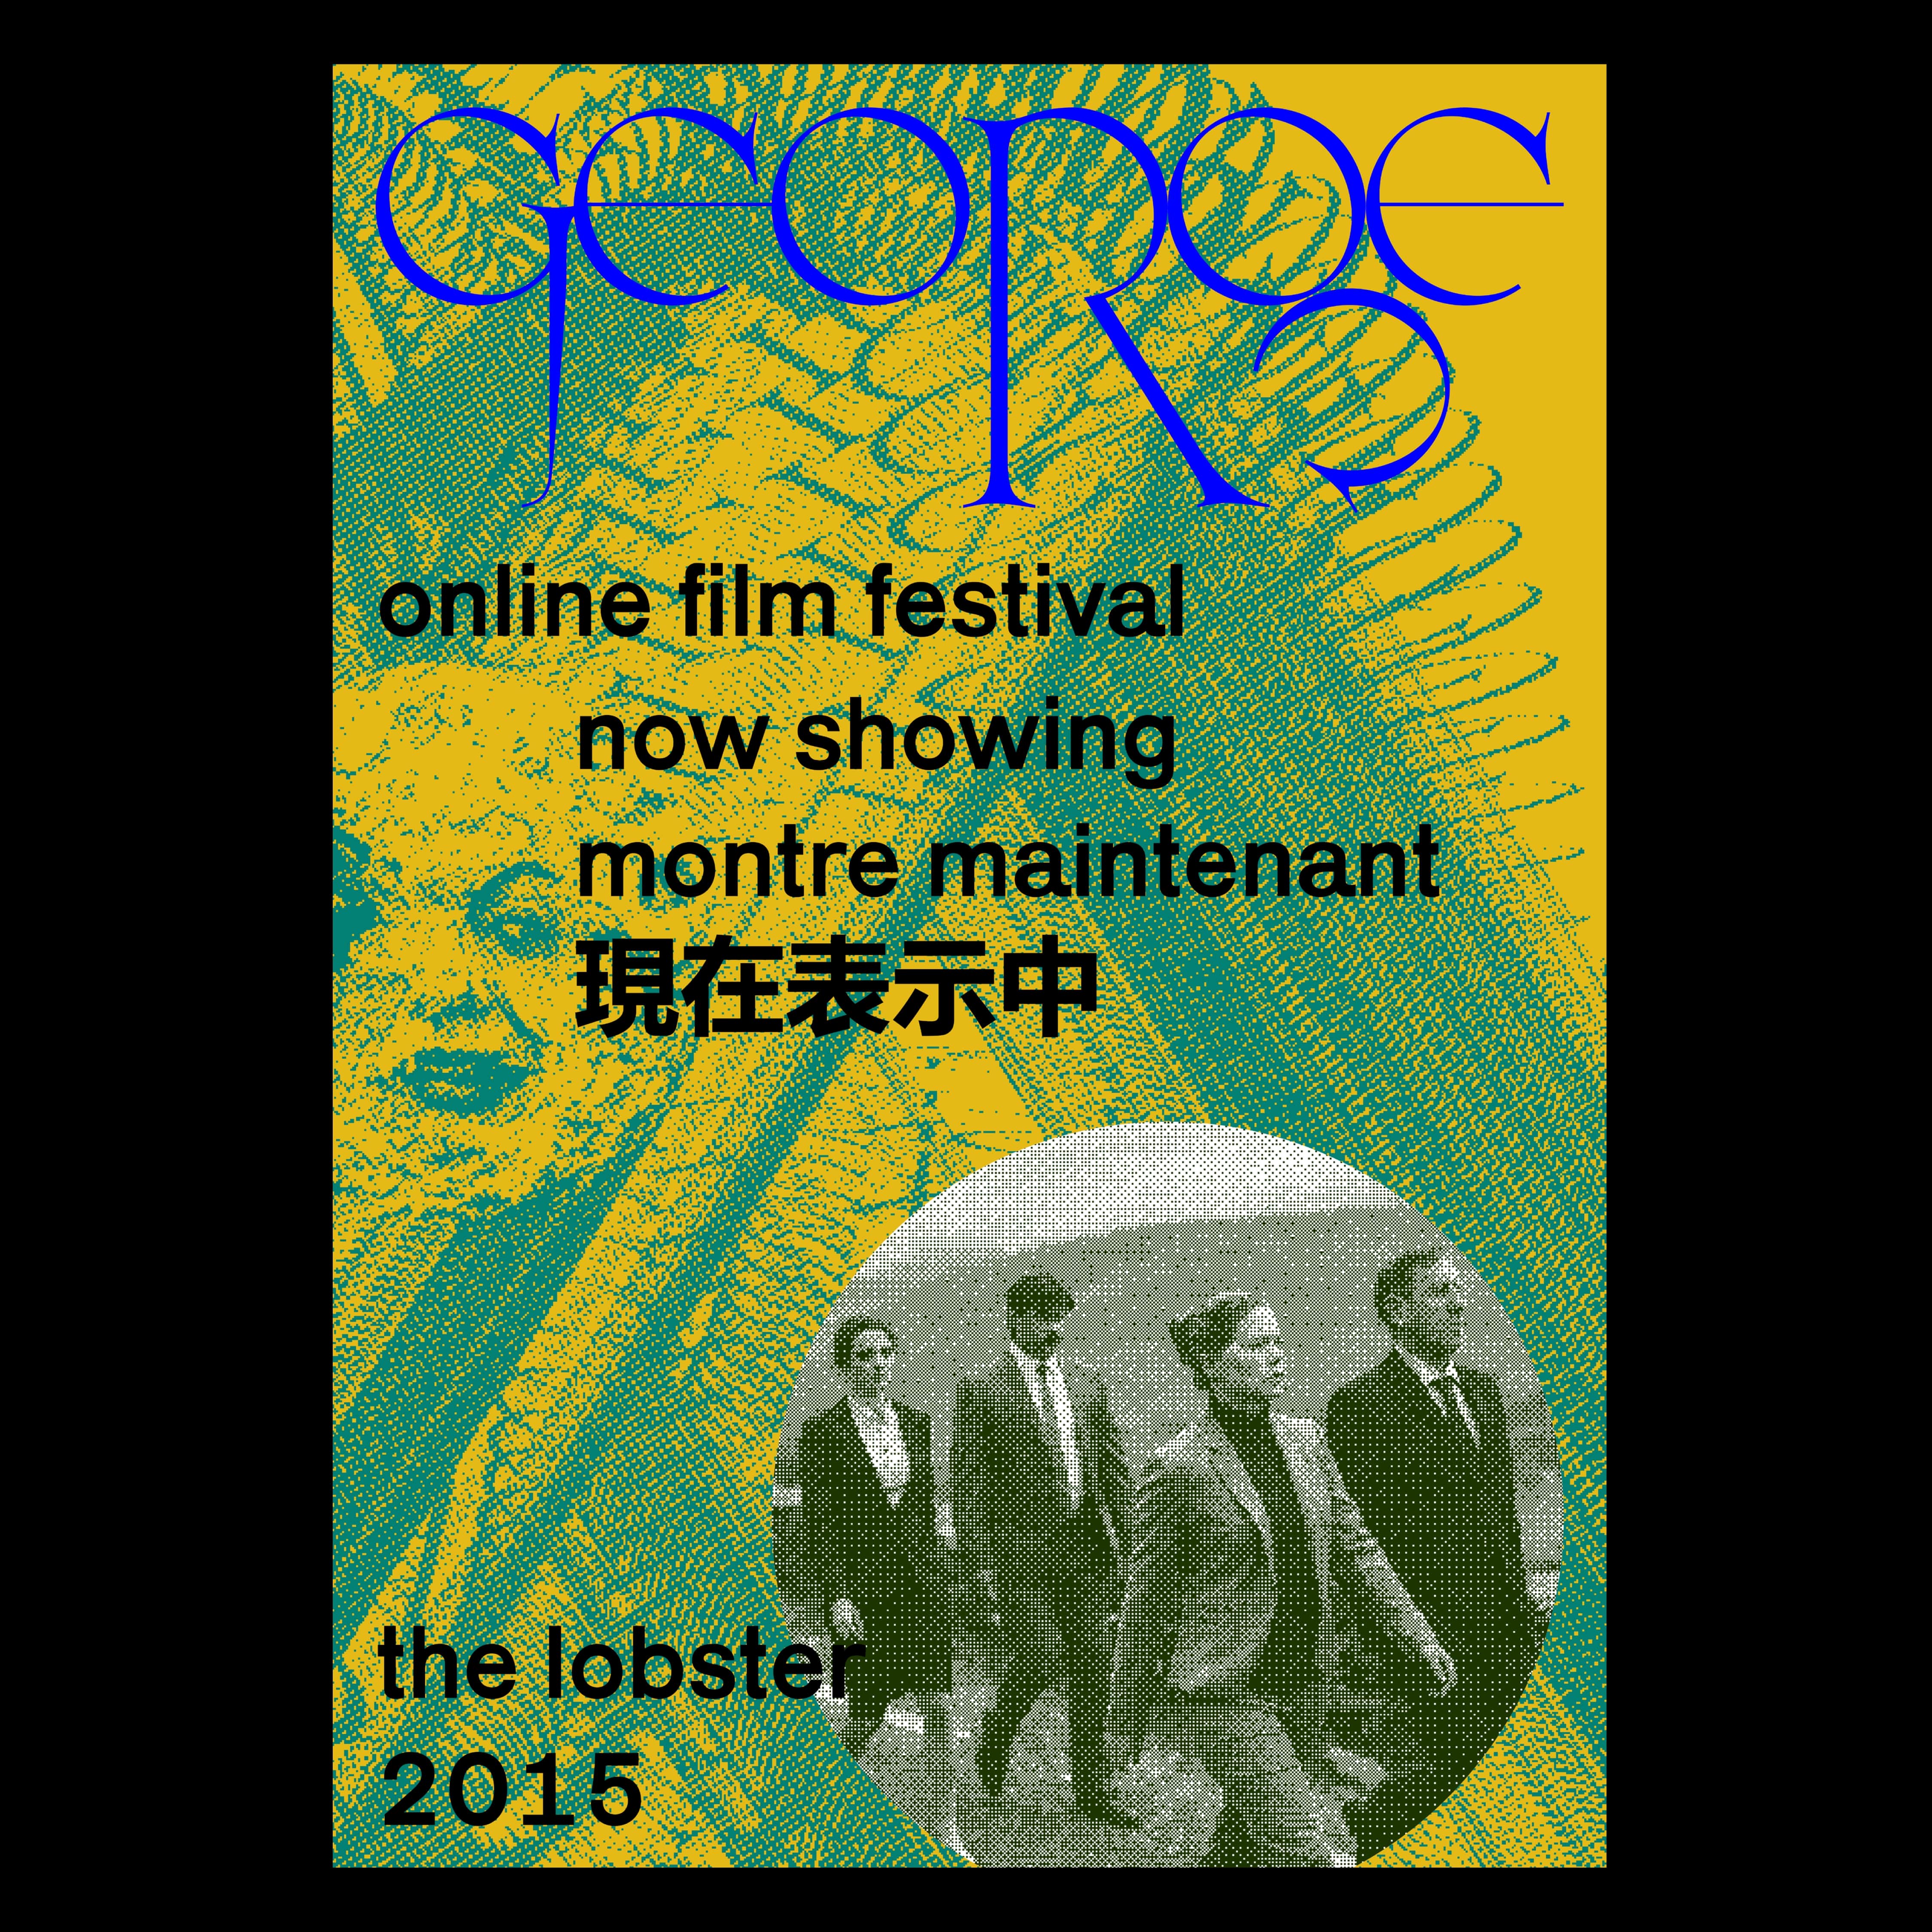 GEORGE
online film festival
now showing
montre maintenant
現在表示中
the lobster
2015